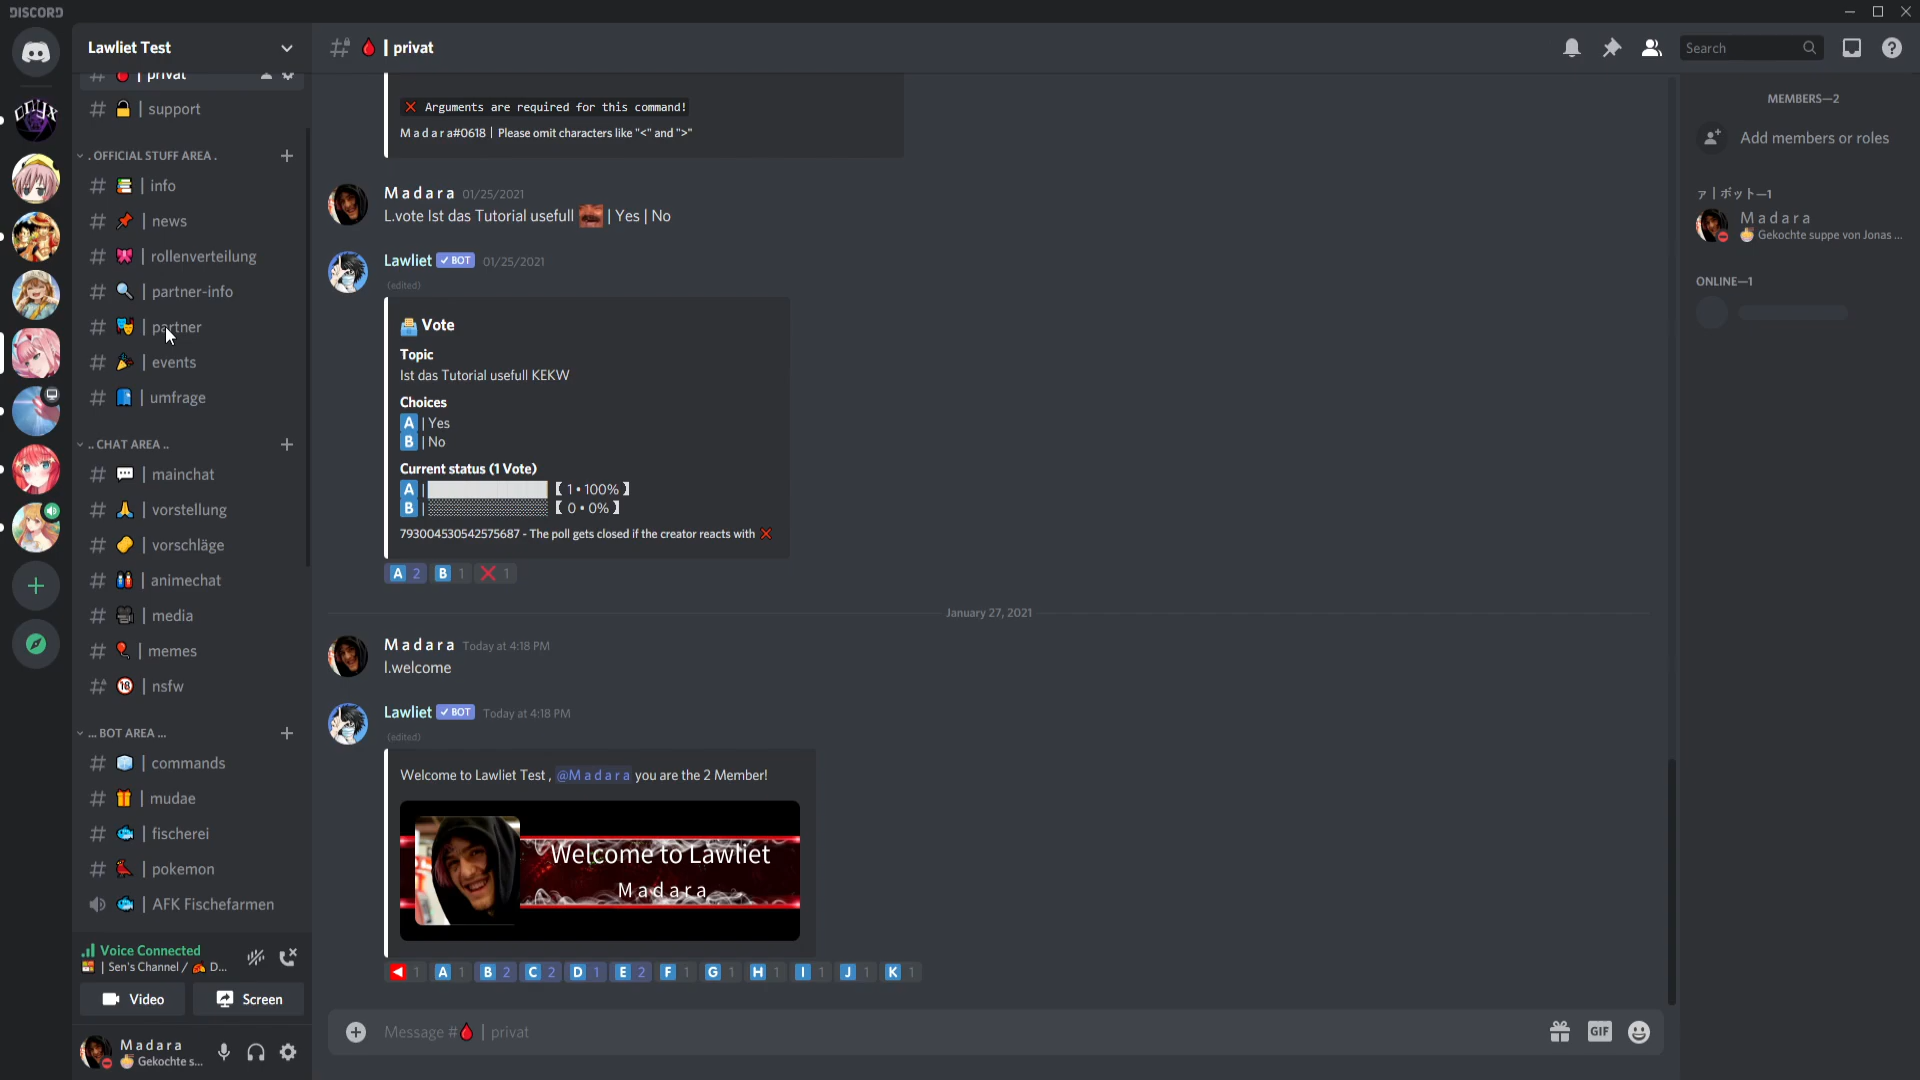 DISCORD
Lawliet Test
| privat
| support
. OFFICIAL STUFF AREA .
| info
| news
| rollenverteilung
| partner-info
| partner
| events
| umfrage
.. CHAT AREA ..
| mainchat
| vorstellung
| vorschläge
| animechat
| media
| memes
| nsfw
... BOT AREA ...
| commands
| mudae
| fischerei
| pokemon
| AFK Fischefarmen
Voice Connected
| Sen's Channel / D...
Video
Screen
M a d a r a
Gekochte s...
| privat
Search
Arguments are required for this command!
M a d a r a#0618 | Please omit characters like "<" and ">"
M a d a r a 01/25/2021
L.vote Ist das Tutorial usefull | Yes | No
Lawliet BOT 01/25/2021
(edited)
Vote
Topic
Ist das Tutorial usefull KEKW
Choices
A | Yes
B | No
Current status (1 Vote)
A | 【 1 • 100% 】
B | 【 0 • 0% 】
793004530542575687 - The poll gets closed if the creator reacts with
A 2 B 1 1
January 27, 2021
M a d a r a Today at 4:18 PM
l.welcome
Lawliet BOT Today at 4:18 PM
(edited)
Welcome to Lawliet Test , @M a d a r a you are the 2 Member!
Welcome to Lawliet
M a d a r a
1 A 1 B 2 C 2 D 1 E 2 F 1 G 1 H 1 I 1 J 1 K 1
Message # | privat
GIF
MEMBERS—2
Add members or roles
ァ | ボット—1
M a d a r a
Gekochte suppe von Jonas ...
ONLINE—1